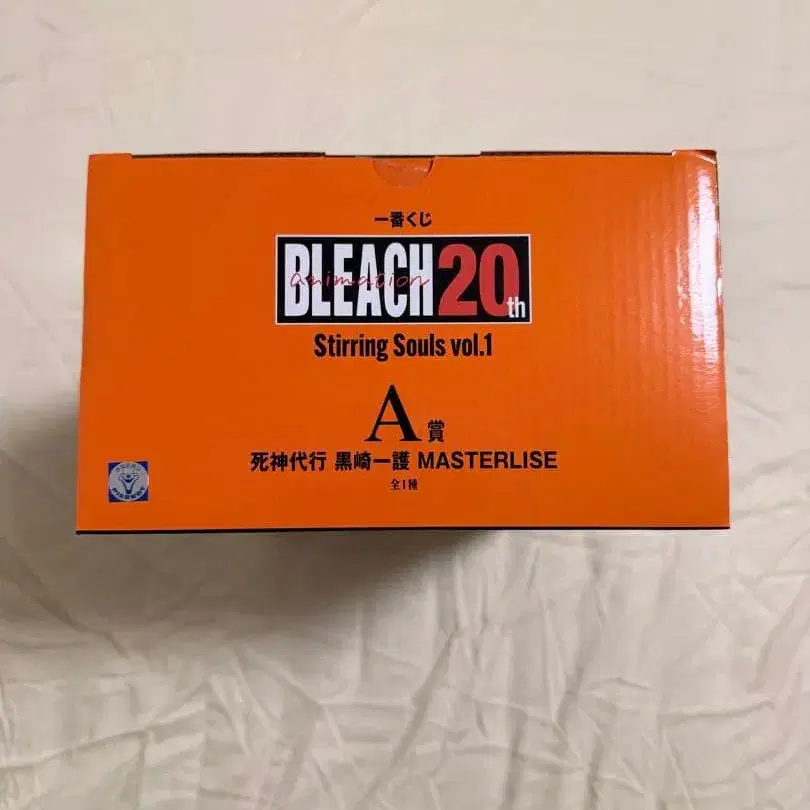 一番くじ
BLEACH 20th
animation
Stirring Souls vol.1
A賞
死神代行 黒崎一護 MASTERLISE
全1種